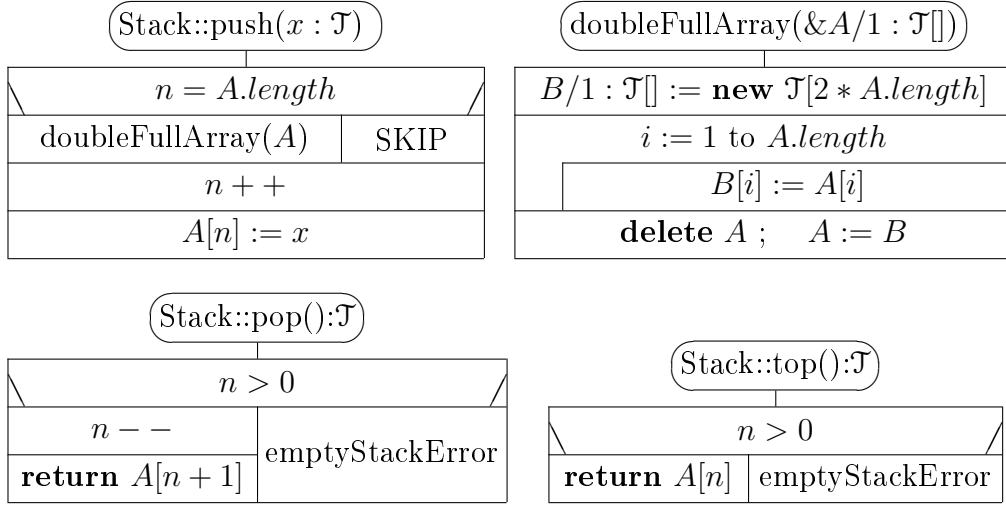 Stack::push(x : 𝒯)
n = A.length
doubleFullArray(A) SKIP
n + +
A[n] := x
doubleFullArray(&A/1 : 𝒯[])
B/1 : 𝒯[] := new 𝒯[2 ∗ A.length]
i := 1 to A.length
B[i] := A[i]
delete A ; A := B
Stack::pop():𝒯
n > 0
n − −
return A[n + 1]
emptyStackError
Stack::top():𝒯
n > 0
return A[n] emptyStackError